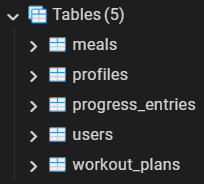 Tables (5)
meals
profiles
progress_entries
users
workout_plans